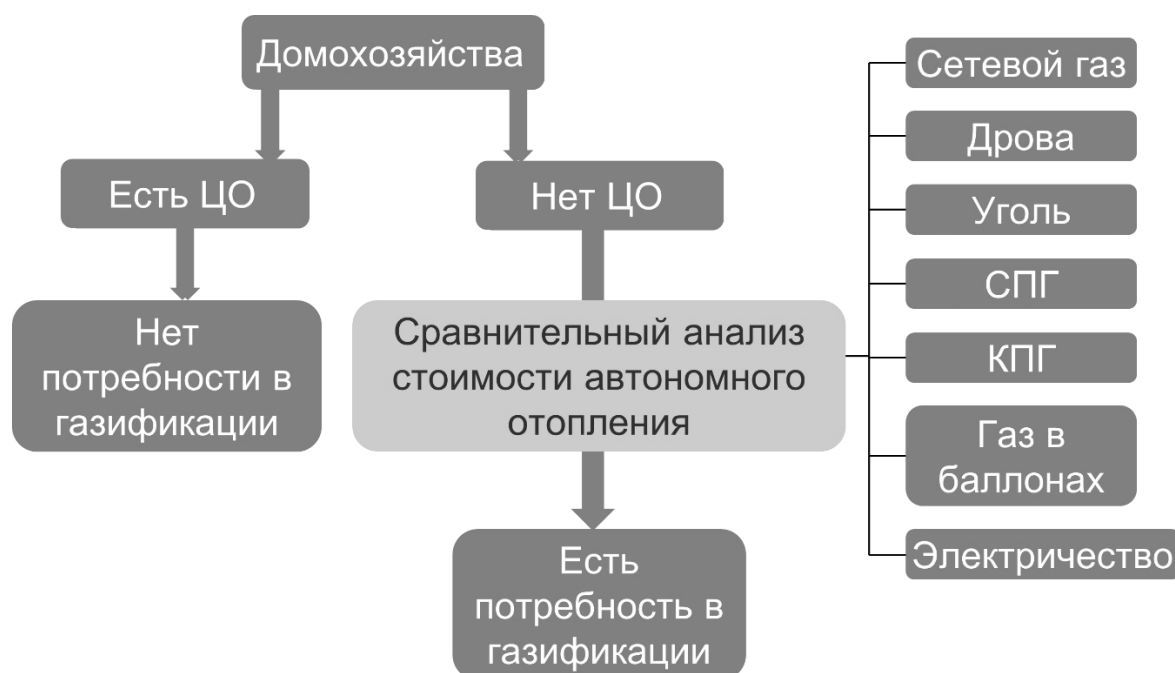 Домохозяйства
Есть ЦО
Нет ЦО
Нет
потребности в
газификации
Сравнительный анализ
стоимости автономного
отопления
Есть
потребность в
газификации
Сетевой газ
Дрова
Уголь
СПГ
КПГ
Газ в
баллонах
Электричество